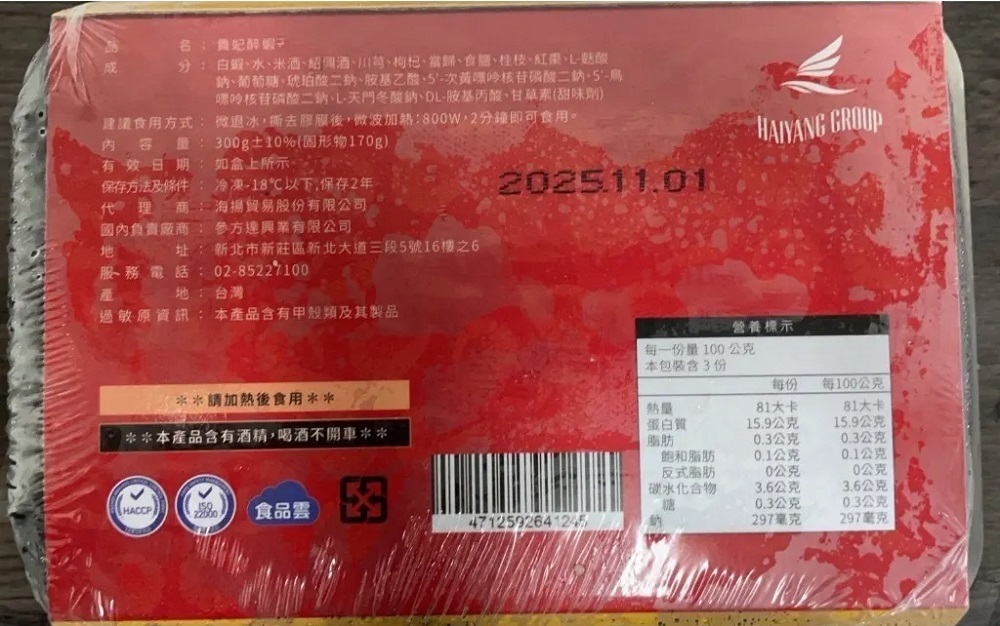 品名：貴妃醉蝦
成分：白蝦、水、米酒、紹興酒、川芎、枸杞、當歸、食鹽、桂枝、紅棗、L-麩酸
鈉、葡萄糖、琥珀酸二鈉、胺基乙酸、5'-次黃嘌呤核苷磷酸二鈉、5'-鳥
嘌呤核苷磷酸二鈉、L-天門冬酸鈉、DL-胺基丙酸、甘草素(甜味劑)
建議食用方式：微退冰，撕去膠膜後，微波加熱：800W，2分鐘即可食用。
內容量：300g±10%(固形物170g)
有效日期：如盒上所示
保存方法及條件：冷凍-18℃以下,保存2年
代理商：海揚貿易股份有限公司
國內負責廠商：參方達興業有限公司
地址：新北市新莊區新北大道三段5號16樓之6
服務電話：02-85227100
產地：台灣
過敏原資訊：本產品含有甲殼類及其製品
HAIYANG GROUP
2025.11.01
＊＊請加熱後食用＊＊
＊＊本產品含有酒精，喝酒不開車＊＊
HACCP
ISO 22000
食品雲
4712592641245
營養標示
每一份量 100 公克
本包裝含 3 份
每份 每100公克
熱量 81大卡 81大卡
蛋白質 15.9公克 15.9公克
脂肪 0.3公克 0.3公克
飽和脂肪 0.1公克 0.1公克
反式脂肪 0公克 0公克
碳水化合物 3.6公克 3.6公克
糖 0.3公克 0.3公克
鈉 297毫克 297毫克